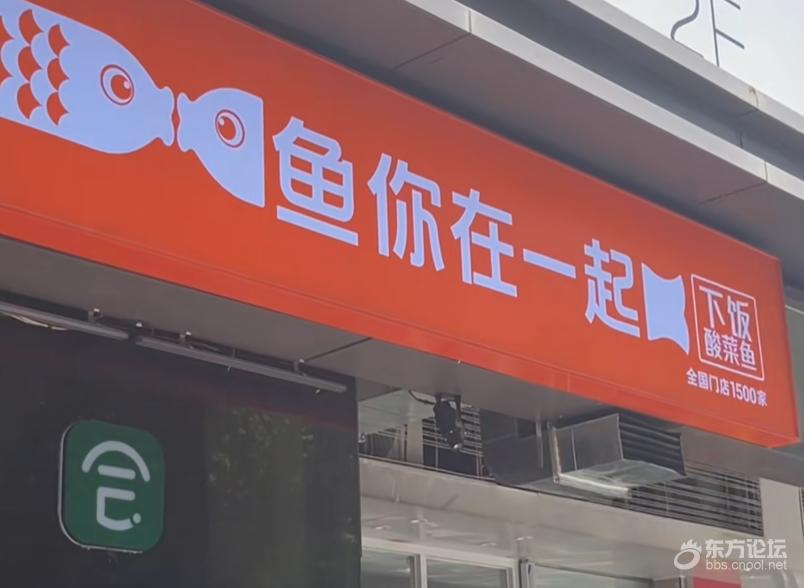 鱼你在一起
下饭
酸菜鱼
全国门店1500家
东方论坛
bbs.cnool.net